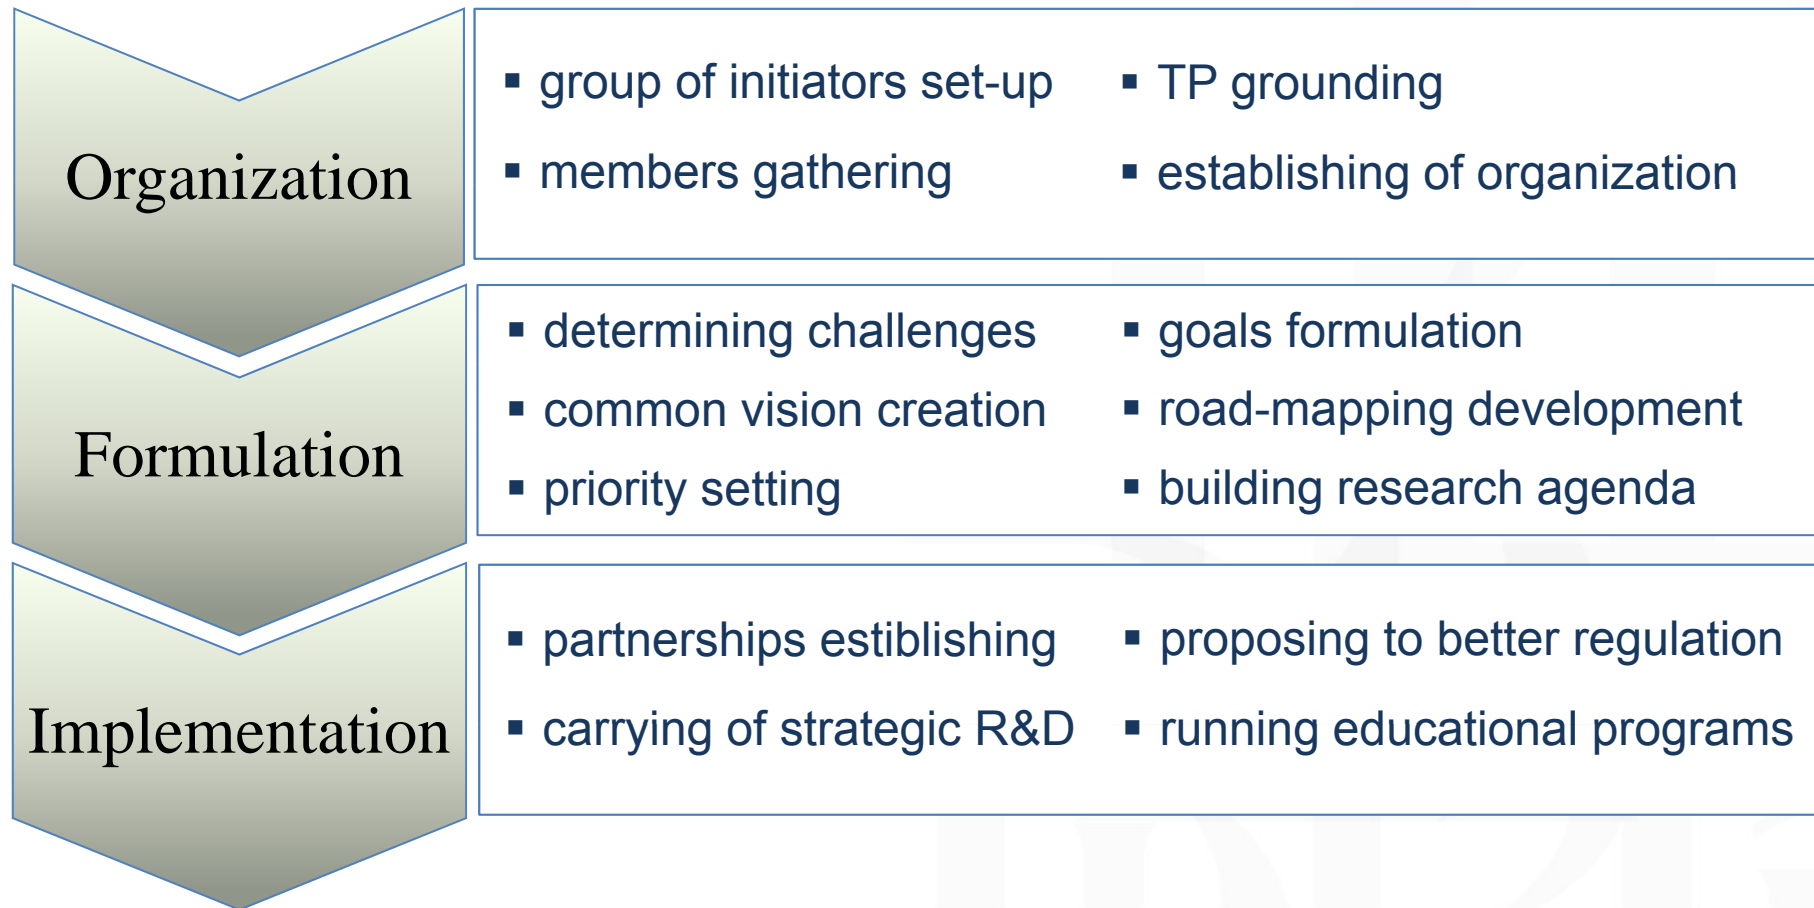 Organization
▪ group of initiators set-up
▪ TP grounding
▪ members gathering
▪ establishing of organization
Formulation
▪ determining challenges
▪ goals formulation
▪ common vision creation
▪ road-mapping development
▪ priority setting
▪ building research agenda
Implementation
▪ partnerships estiblishing
▪ proposing to better regulation
▪ carrying of strategic R&D
▪ running educational programs